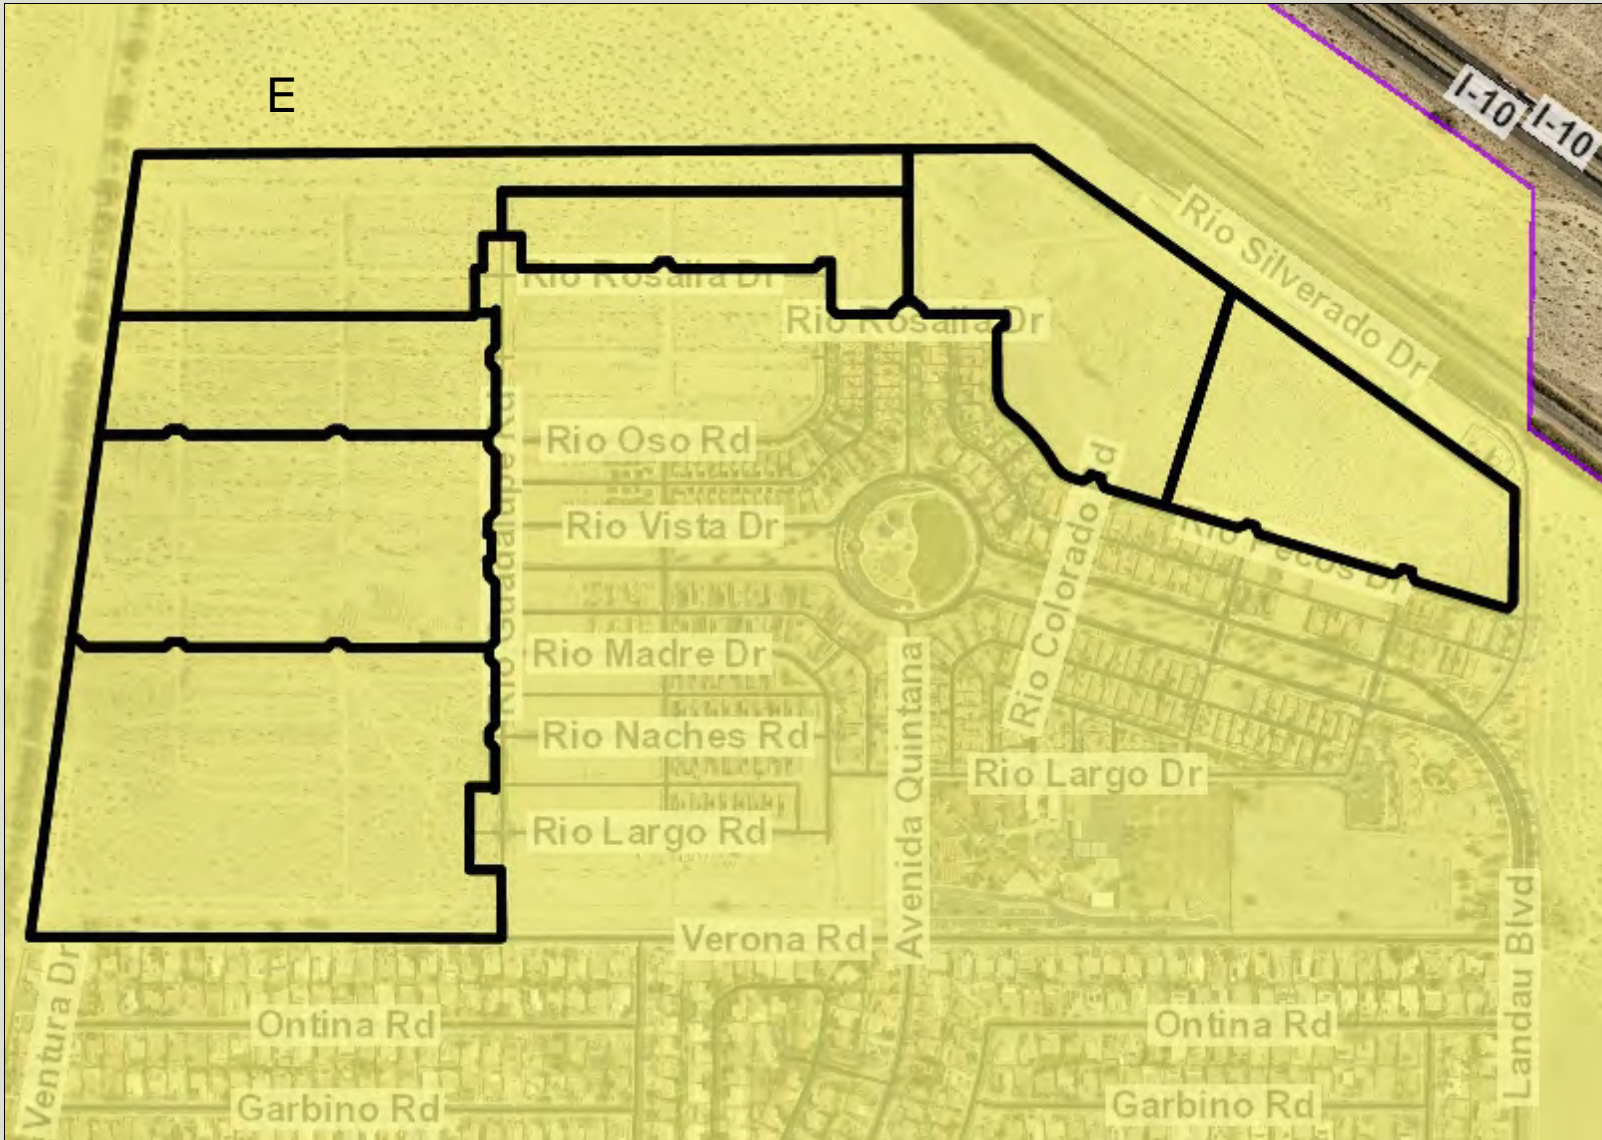 E
I-10
I-10
Rio Silverado Dr
Rio Rosalia Dr
Rio Rosalia Dr
Rio Oso Rd
Rio Vista Dr
Rio Guadalupe Rd
Rio Colorado Rd
Rio Pecos Dr
Rio Madre Dr
Rio Naches Rd
Avenida Quintana
Rio Largo Dr
Rio Largo Rd
Verona Rd
Landau Blvd
Ventura Dr
Ontina Rd
Ontina Rd
Garbino Rd
Garbino Rd